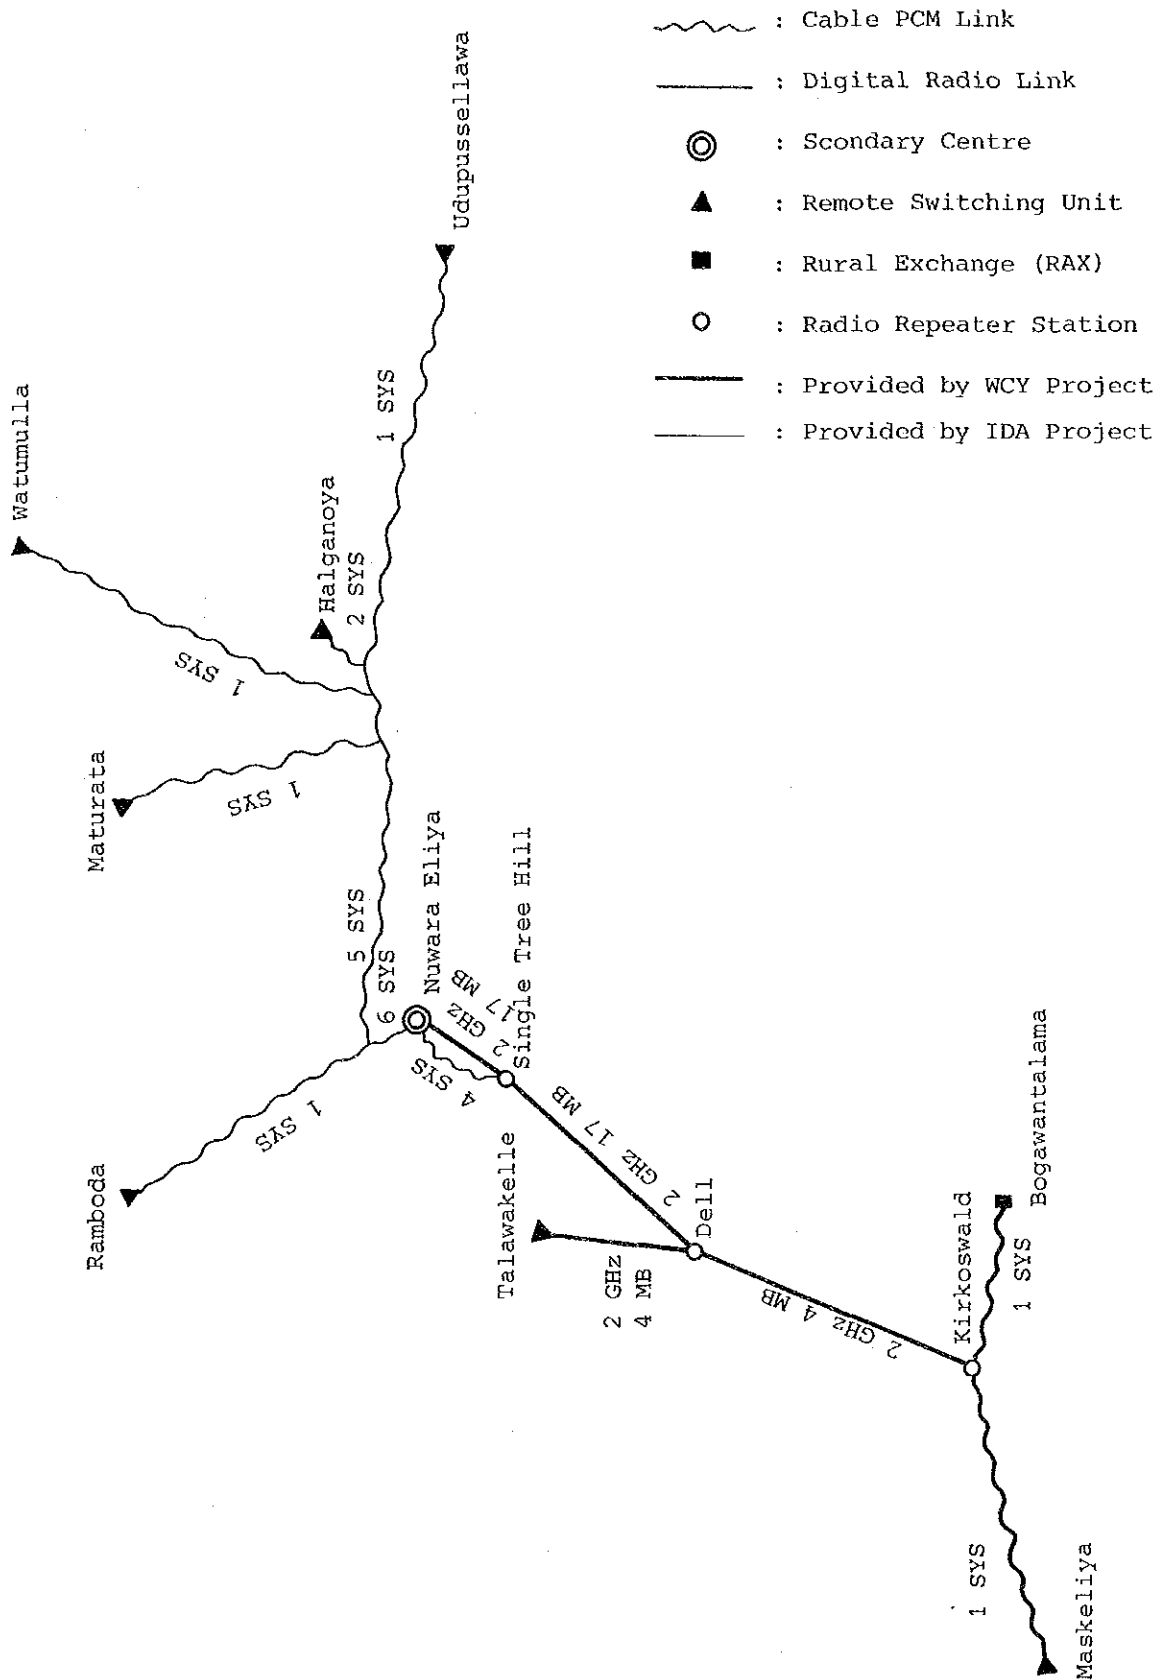 : Cable PCM Link
: Digital Radio Link
: Scondary Centre
: Remote Switching Unit
: Rural Exchange (RAX)
: Radio Repeater Station
: Provided by WCY Project
: Provided by IDA Project
Udupussellawa
1 SYS
Watumulla
1 SYS
Halganoya
2 SYS
Maturata
1 SYS
5 SYS
6 SYS
Nuwara Eliya
2 GHz 17 MB
4 SYS
Single Tree Hill
Ramboda
1 SYS
2 GHz 17 MB
Talawakelle
2 GHz
4 MB
Dell
2 GHz 4 MB
Kirkoswald
Bogawantalama
1 SYS
1 SYS
Maskeliya